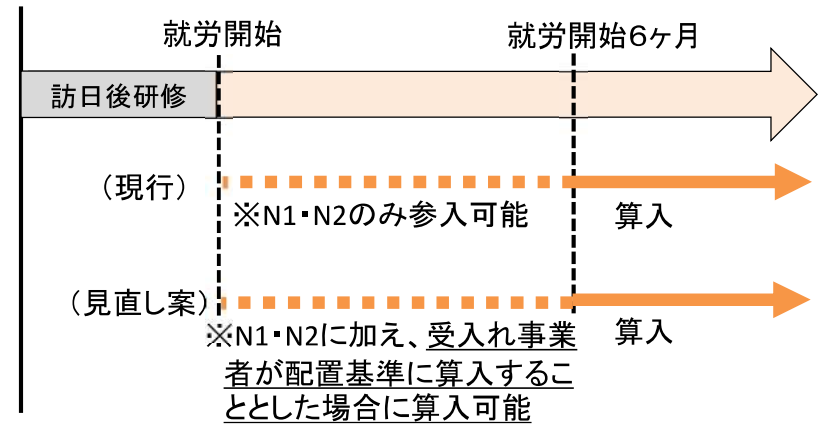 就労開始
就労開始6ヶ月
訪日後研修
（現行）
※N1・N2のみ参入可能
算入
（見直し案）
※N1・N2に加え、受入れ事業
者が配置基準に算入するこ
ととした場合に算入可能
算入